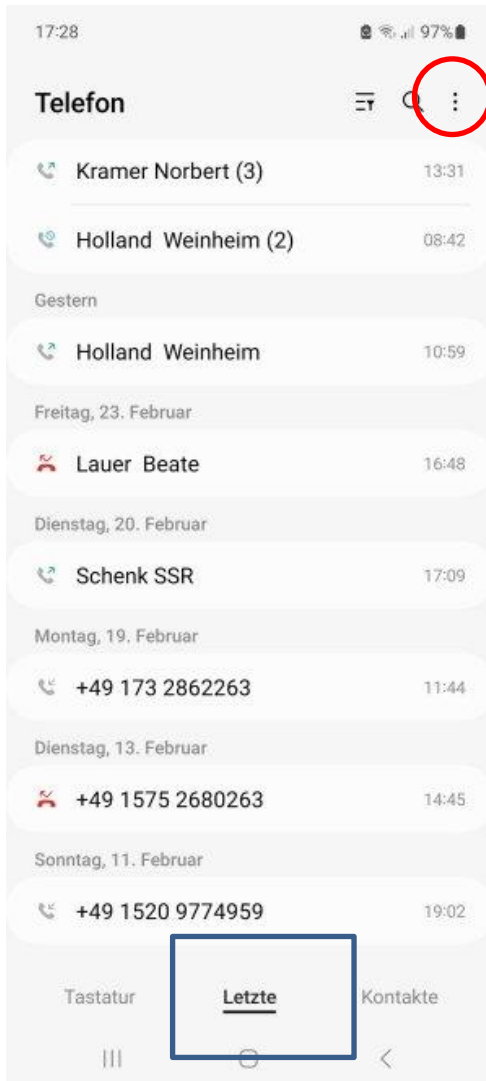 17:28 97%
Telefon
Kramer Norbert (3) 13:31
Holland Weinheim (2) 08:42
Gestern
Holland Weinheim 10:59
Freitag, 23. Februar
Lauer Beate 16:48
Dienstag, 20. Februar
Schenk SSR 17:09
Montag, 19. Februar
+49 173 2862263 11:44
Dienstag, 13. Februar
+49 1575 2680263 14:45
Sonntag, 11. Februar
+49 1520 9774959 19:02
Tastatur Letzte Kontakte